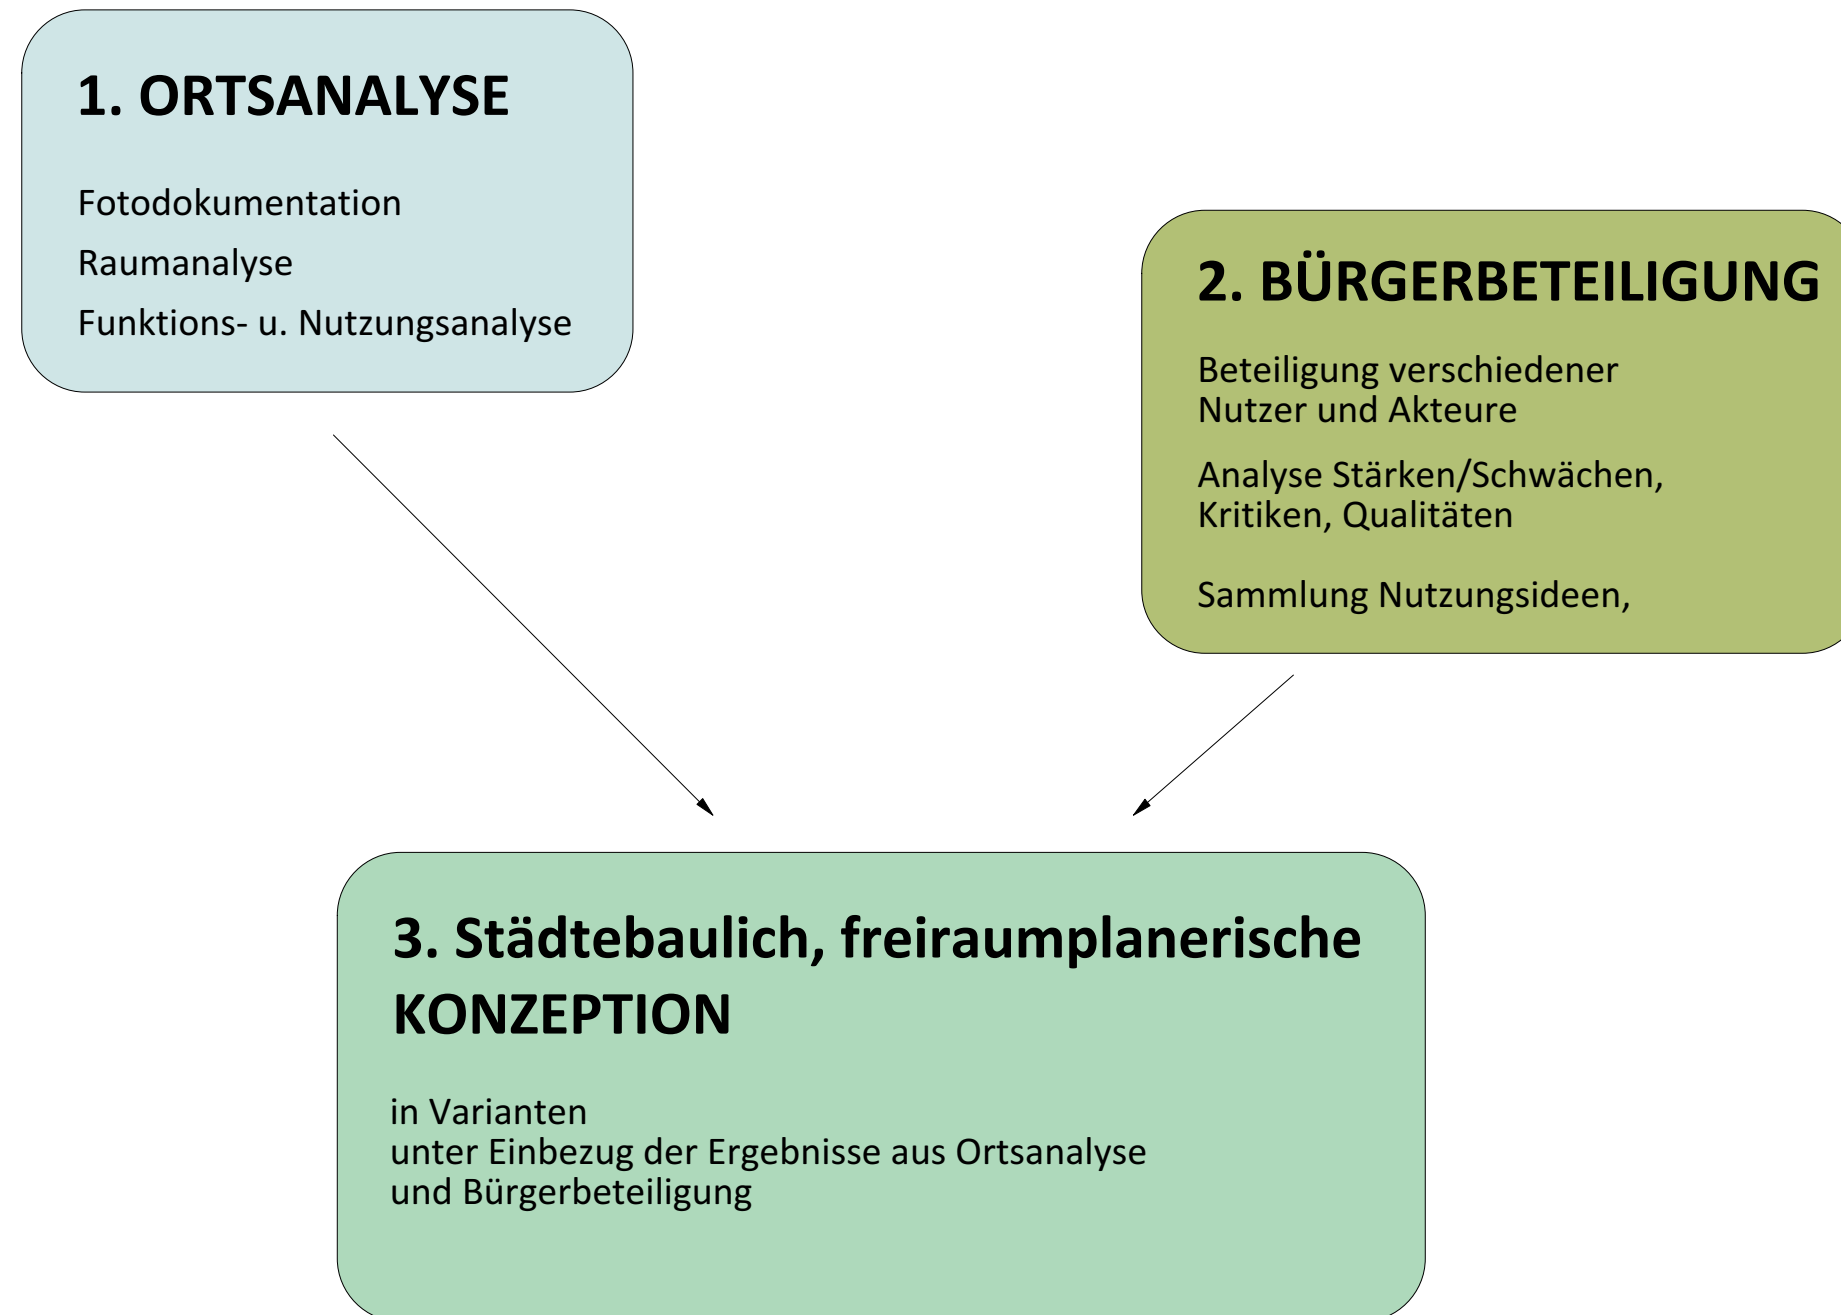 1. ORTSANALYSE
Fotodokumentation
Raumanalyse
Funktions- u. Nutzungsanalyse
2. BÜRGERBETEILIGUNG
Beteiligung verschiedener
Nutzer und Akteure
Analyse Stärken/Schwächen,
Kritiken, Qualitäten
Sammlung Nutzungsideen,
3. Städtebaulich, freiraumplanerische
KONZEPTION
in Varianten
unter Einbezug der Ergebnisse aus Ortsanalyse
und Bürgerbeteiligung